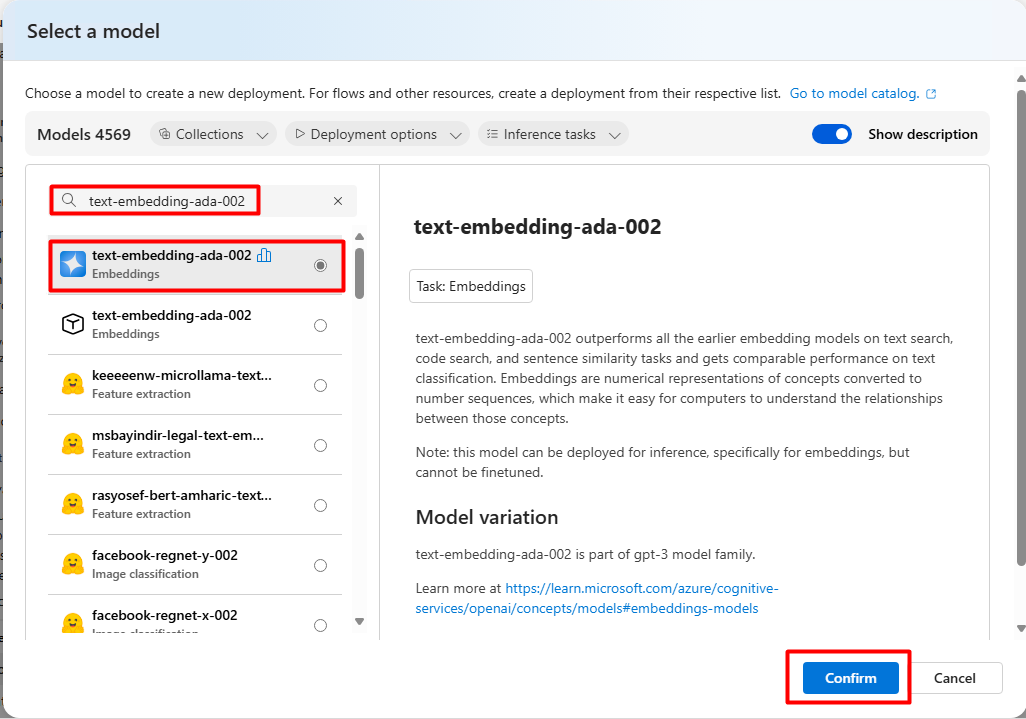 Select a model
Choose a model to create a new deployment. For flows and other resources, create a deployment from their respective list. Go to model catalog.
Models 4569 Collections Deployment options Inference tasks Show description
text-embedding-ada-002
text-embedding-ada-002
Embeddings
text-embedding-ada-002
Embeddings
keeeeenw-microllama-text...
Feature extraction
msbayindir-legal-text-em...
Feature extraction
rasyosef-bert-amharic-text...
Feature extraction
facebook-regnet-y-002
Image classification
facebook-regnet-x-002
Image classification
text-embedding-ada-002
Task: Embeddings
text-embedding-ada-002 outperforms all the earlier embedding models on text search,
code search, and sentence similarity tasks and gets comparable performance on text
classification. Embeddings are numerical representations of concepts converted to
number sequences, which make it easy for computers to understand the relationships
between those concepts.
Note: this model can be deployed for inference, specifically for embeddings, but
cannot be finetuned.
Model variation
text-embedding-ada-002 is part of gpt-3 model family.
Learn more at https://learn.microsoft.com/azure/cognitive-
services/openai/concepts/models#embeddings-models
Confirm Cancel